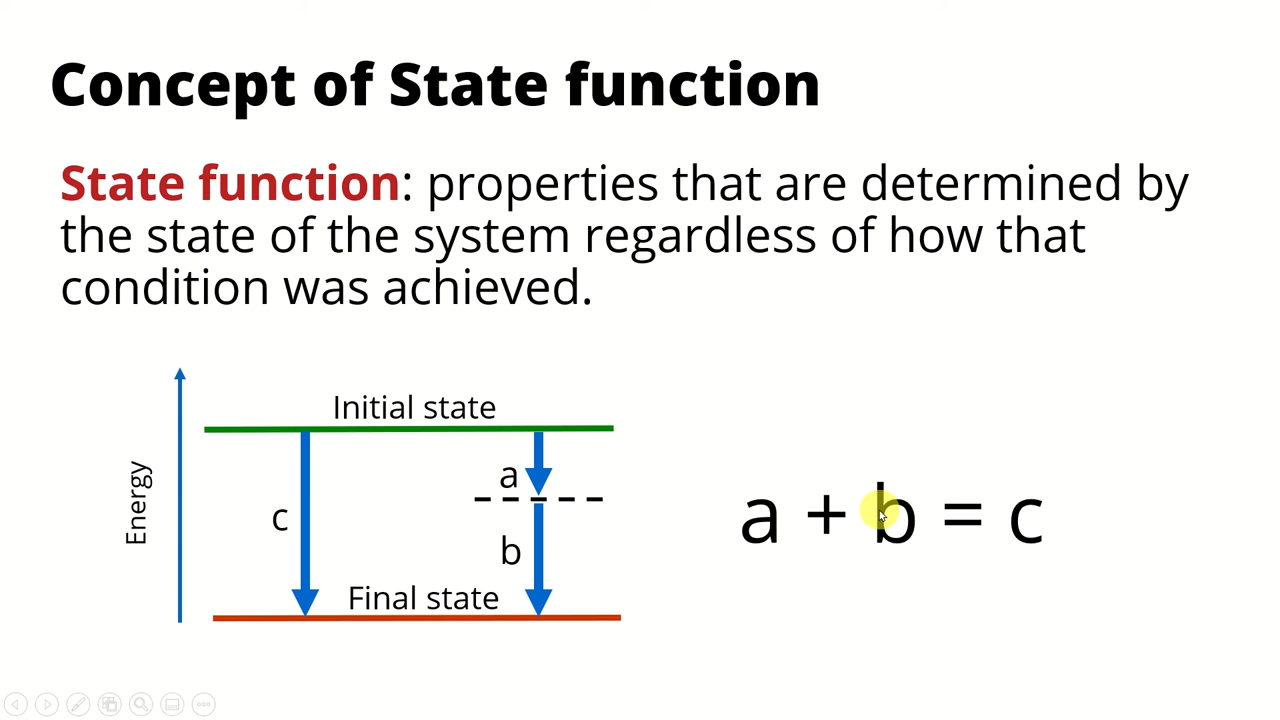 Concept of State function
State function: properties that are determined by
the state of the system regardless of how that
condition was achieved.
Initial state
a
Energy
c
b
a + b = c
Final state